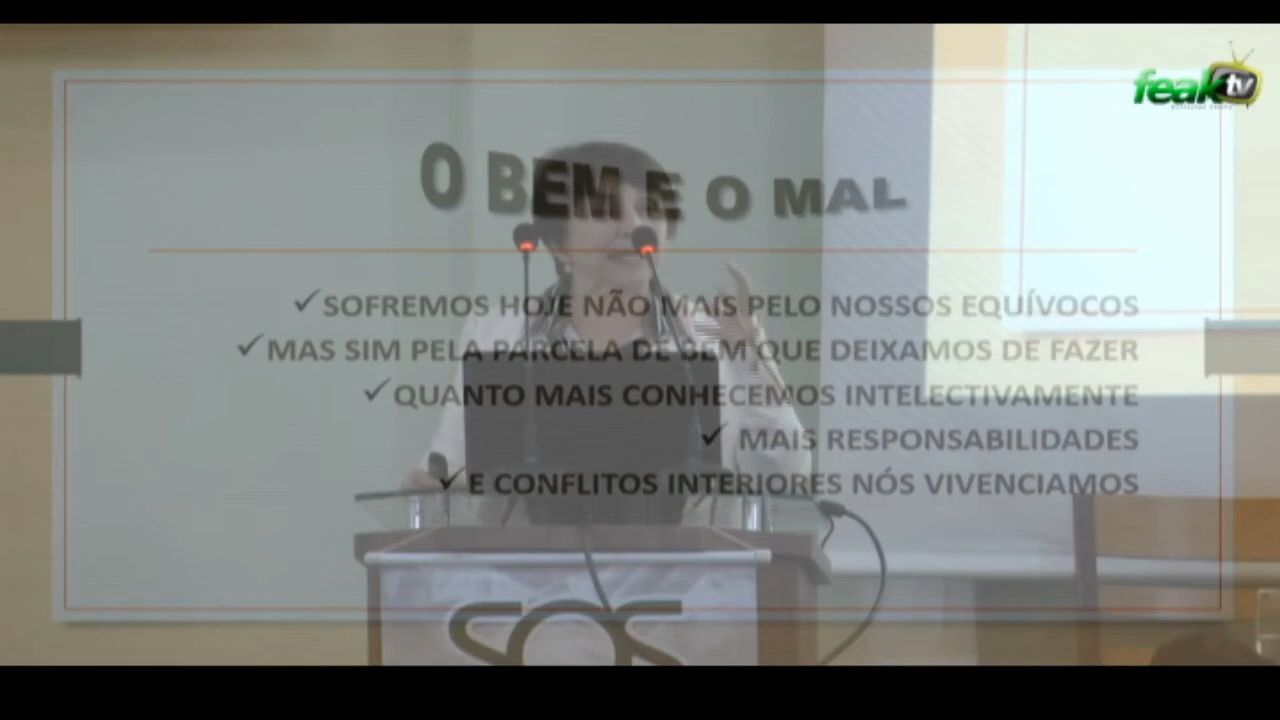 feak tv
O BEM E O MAL
✓SOFREMOS HOJE NÃO MAIS PELO NOSSOS EQUÍVOCOS
✓MAS SIM PELA PARCELA DE BEM QUE DEIXAMOS DE FAZER
✓QUANTO MAIS CONHECEMOS INTELECTIVAMENTE
✓ MAIS RESPONSABILIDADES
✓ E CONFLITOS INTERIORES NÓS VIVENCIAMOS
SOS